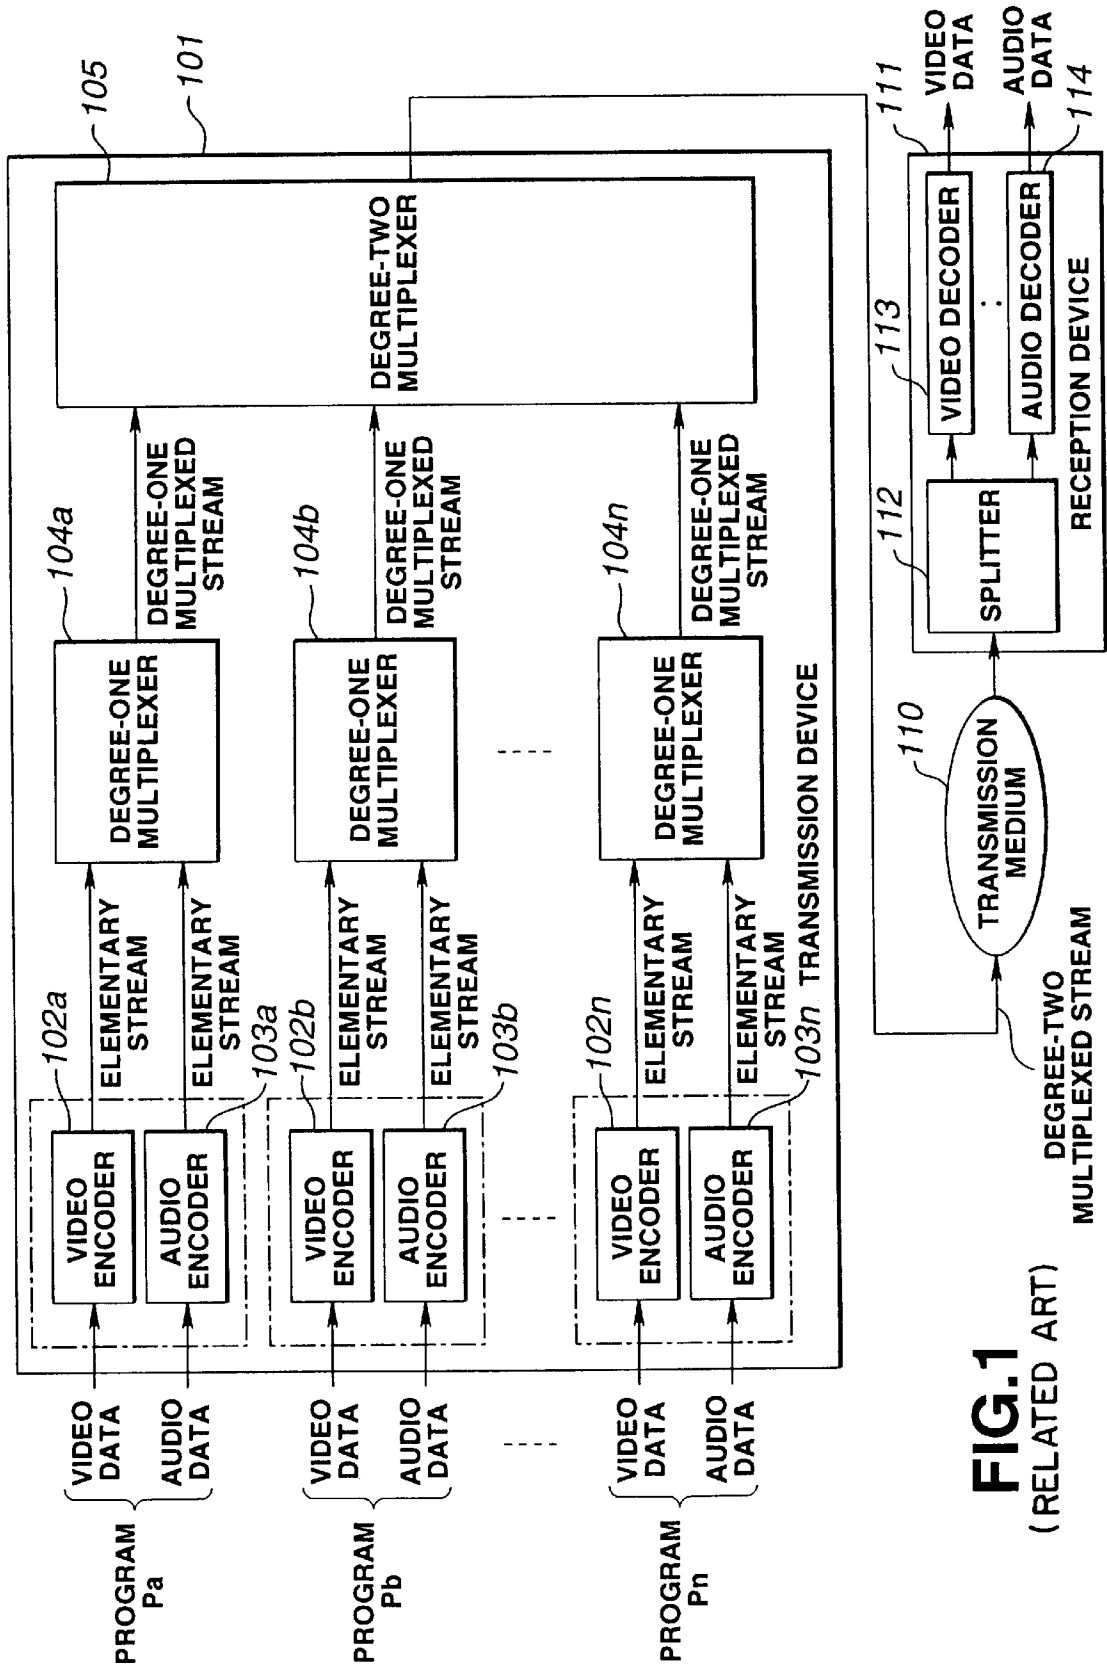 PROGRAM
Pa
VIDEO
DATA
AUDIO
DATA
VIDEO
ENCODER
102a
AUDIO
ENCODER
103a
ELEMENTARY
STREAM
ELEMENTARY
STREAM
DEGREE-ONE
MULTIPLEXER
104a
DEGREE-ONE
MULTIPLEXED
STREAM
PROGRAM
Pb
VIDEO
DATA
AUDIO
DATA
VIDEO
ENCODER
102b
AUDIO
ENCODER
103b
ELEMENTARY
STREAM
ELEMENTARY
STREAM
DEGREE-ONE
MULTIPLEXER
104b
DEGREE-ONE
MULTIPLEXED
STREAM
PROGRAM
Pn
VIDEO
DATA
AUDIO
DATA
VIDEO
ENCODER
102n
AUDIO
ENCODER
103n
ELEMENTARY
STREAM
ELEMENTARY
STREAM
DEGREE-ONE
MULTIPLEXER
104n
DEGREE-ONE
MULTIPLEXED
STREAM
DEGREE-TWO
MULTIPLEXER
105
101
TRANSMISSION DEVICE
DEGREE-TWO
MULTIPLEXED STREAM
TRANSMISSION
MEDIUM
110
SPLITTER
112
VIDEO DECODER
113
AUDIO DECODER
114
111
RECEPTION DEVICE
VIDEO
DATA
AUDIO
DATA
FIG.1
(RELATED ART)